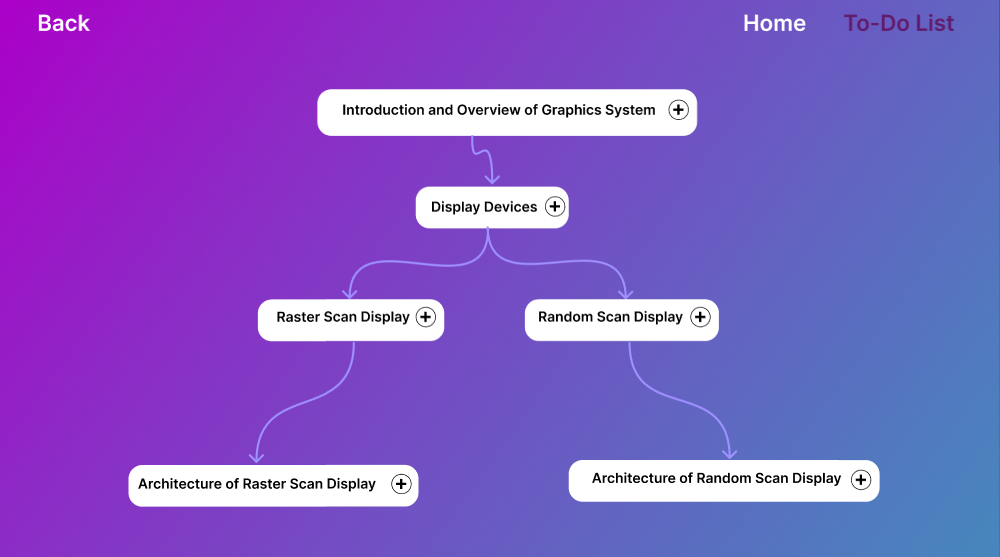 Back
Home
To-Do List
Introduction and Overview of Graphics System
Display Devices
Raster Scan Display
Random Scan Display
Architecture of Raster Scan Display
Architecture of Random Scan Display